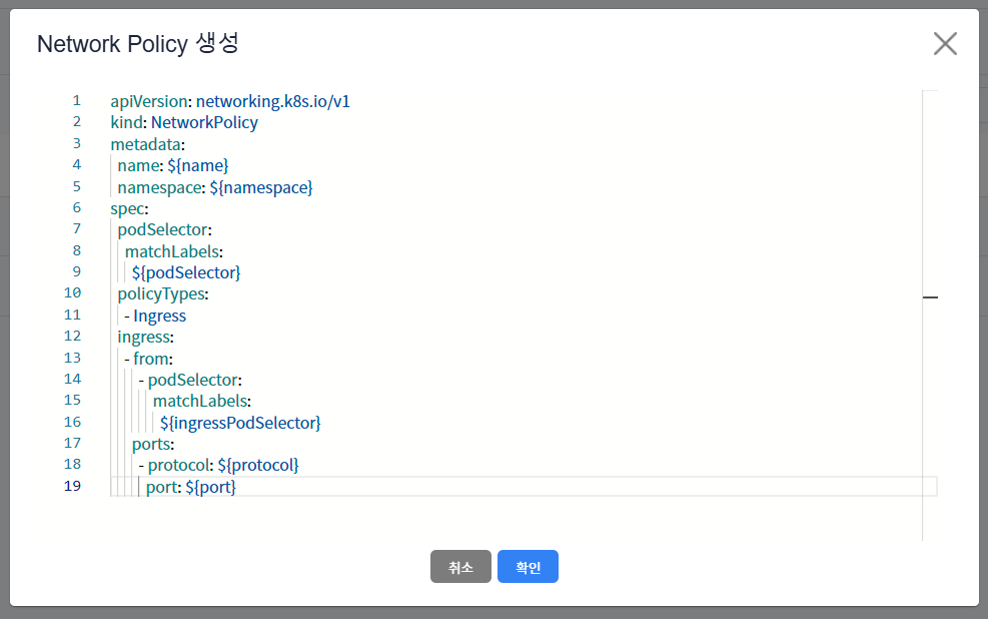 Network Policy 생성
1 apiVersion: networking.k8s.io/v1
2 kind: NetworkPolicy
3 metadata:
4 name: ${name}
5 namespace: ${namespace}
6 spec:
7 podSelector:
8 matchLabels:
9 ${podSelector}
10 policyTypes:
11 - Ingress
12 ingress:
13 - from:
14 - podSelector:
15 matchLabels:
16 ${ingressPodSelector}
17 ports:
18 - protocol: ${protocol}
19 port: ${port}
취소 확인